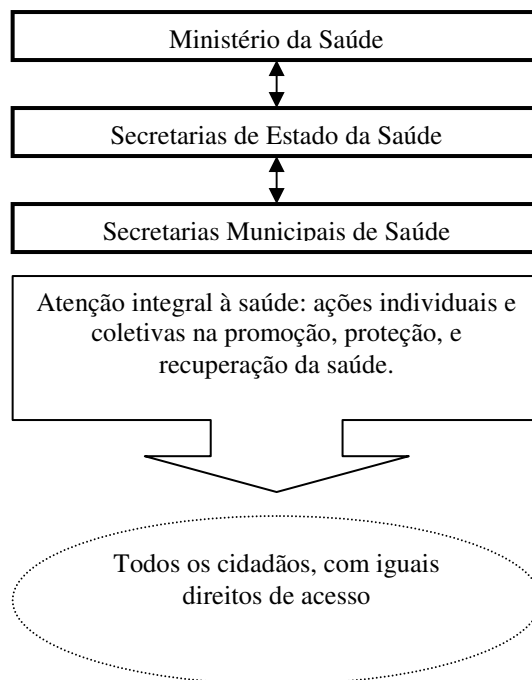 Ministério da Saúde
Secretarias de Estado da Saúde
Secretarias Municipais de Saúde
Atenção integral à saúde: ações individuais e
coletivas na promoção, proteção, e
recuperação da saúde.
Todos os cidadãos, com iguais
direitos de acesso